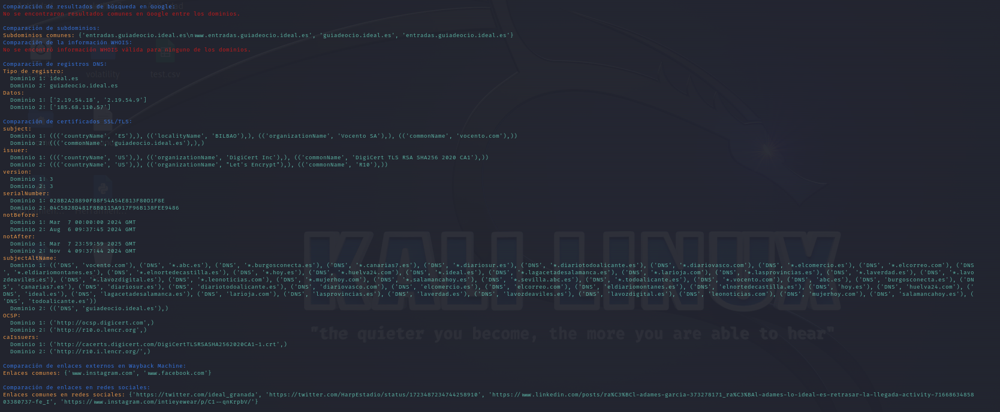 Comparación de resultados de búsqueda en Google:
No se encontraron resultados comunes en Google entre los dominios.
Comparación de subdominios:
Subdominios comunes: {'entradas.guiadeocio.ideal.es\nwww.entradas.guiadeocio.ideal.es', 'guiadeocio.ideal.es', 'entradas.guiadeocio.ideal.es'}
Comparación de la información WHOIS:
No se encontró información WHOIS válida para ninguno de los dominios.
Comparación de registros DNS:
Tipo de registro:
Dominio 1: ideal.es
volatility
test.csv
Dominio 2: guiadeocio.ideal.es
Datos:
Dominio 1: ['2.19.54.18', '2.19.54.9']
Dominio 2: ['185.68.110.57']
Comparación de certificados SSL/TLS:
subject:
Dominio 1: ((('countryName', 'ES'),), (('localityName', 'BILBAO'),), (('organizationName', 'Vocento SA'),), (('commonName', 'vocento.com'),))
Dominio 2: ((('commonName', 'guiadeocio.ideal.es'),),)
issuer:
Dominio 1: ((('countryName', 'US'),), (('organizationName', 'DigiCert Inc'),), (('commonName', 'DigiCert TLS RSA SHA256 2020 CA1'),))
Dominio 2: ((('countryName', 'US'),), (('organizationName', "Let's Encrypt"),), (('commonName', 'R10'),))
version:
Dominio 1: 3
Dominio 2: 3
serialNumber:
Dominio 1: 028B2A28890F88F54A54E813F80D1F8E
Dominio 2: 04C5828D481F8B0115A917F96B138FEE9486
notBefore:
Dominio 1: Mar  7 00:00:00 2024 GMT
Dominio 2: Aug  6 09:37:45 2024 GMT
notAfter:
Dominio 1: Mar  7 23:59:59 2025 GMT
Dominio 2: Nov  4 09:37:44 2024 GMT
KALI LINUX
subjectAltName:
Dominio 1: (('DNS', 'vocento.com'), ('DNS', '*.abc.es'), ('DNS', '*.burgosconecta.es'), ('DNS', '*.canarias7.es'), ('DNS', '*.diariosur.es'), ('DNS', '*.diariotodoalicante.es'), ('DNS', '*.diariovasco.com'), ('DNS', '*.elcomercio.es'), ('DNS', '*.elcorreo.com'), ('DNS
', '*.eldiariomontanes.es'), ('DNS', '*.elnortedecastilla.es'), ('DNS', '*.hoy.es'), ('DNS', '*.huelva24.com'), ('DNS', '*.ideal.es'), ('DNS', '*.lagacetadesalamanca.es'), ('DNS', '*.larioja.com'), ('DNS', '*.lasprovincias.es'), ('DNS', '*.laverdad.es'), ('DNS', '*.lavo
zdeaviles.es'), ('DNS', '*.lavozdigital.es'), ('DNS', '*.leonoticias.com'), ('DNS', '*.mujerhoy.com'), ('DNS', '*.salamancahoy.es'), ('DNS', '*.sevilla.abc.es'), ('DNS', '*.todoalicante.es'), ('DNS', '*.vocento.com'), ('DNS', 'abc.es'), ('DNS', 'burgosconecta.es'), ('DN
S', 'canarias7.es'), ('DNS', 'diariosur.es'), ('DNS', 'diariotodoalicante.es'), ('DNS', 'diariovasco.com'), ('DNS', 'elcomercio.es'), ('DNS', 'elcorreo.com'), ('DNS', 'eldiariomontanes.es'), ('DNS', 'elnortedecastilla.es'), ('DNS', 'hoy.es'), ('DNS', 'huelva24.com'), ('
DNS', 'ideal.es'), ('DNS', 'lagacetadesalamanca.es'), ('DNS', 'larioja.com'), ('DNS', 'lasprovincias.es'), ('DNS', 'laverdad.es'), ('DNS', 'lavozdeaviles.es'), ('DNS', 'lavozdigital.es'), ('DNS', 'leonoticias.com'), ('DNS', 'mujerhoy.com'), ('DNS', 'salamancahoy.es'), (
'DNS', 'todoalicante.es'))
Dominio 2: (('DNS', 'guiadeocio.ideal.es'),)
OCSP:
Dominio 1: ('http://ocsp.digicert.com',)
Dominio 2: ('http://r10.o.lencr.org',)
"the quieter you become, the more you are able to hear"
caIssuers:
Dominio 1: ('http://cacerts.digicert.com/DigiCertTLSRSASHA2562020CA1-1.crt',)
Dominio 2: ('http://r10.i.lencr.org/',)
Comparación de enlaces externos en Wayback Machine:
Enlaces comunes: {'www.instagram.com', 'www.facebook.com'}
Comparación de enlaces en redes sociales:
Enlaces comunes en redes sociales: {'https://twitter.com/ideal_granada', 'https://twitter.com/HarpEstadio/status/1723487234744258910', 'https://www.linkedin.com/posts/ra%C3%BCl-adames-garcia-373278171_ra%C3%BAl-adames-lo-ideal-es-retrasar-la-llegada-activity-71668634858
03380737-fe_I', 'https://www.instagram.com/intieyewear/p/C1--qnKrpbV/'}